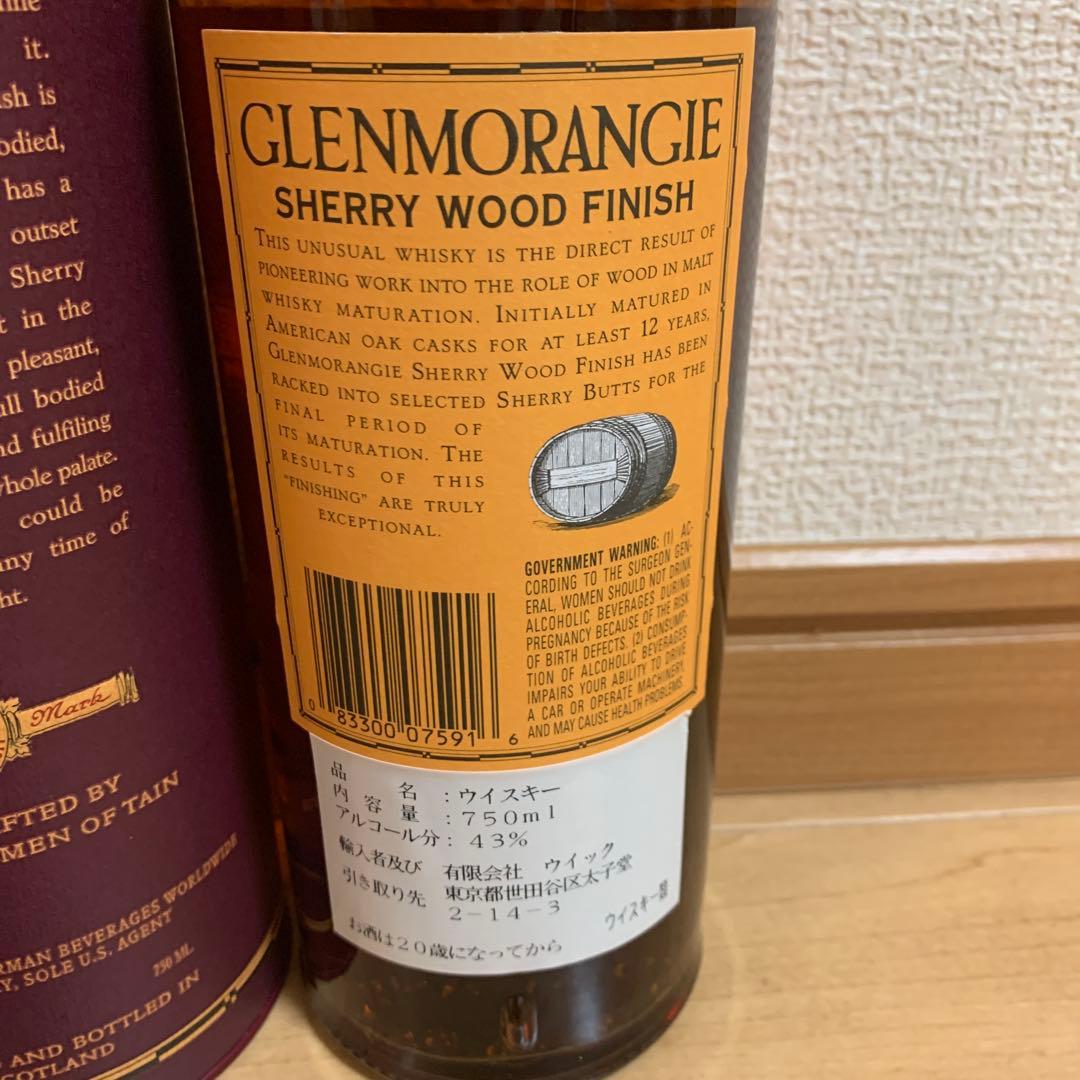 it.
is
has a
outset
Sherry
in the
pleasant,
bodied
fulfiling
whole palate.
could be
any time of
Mark
BY
MEN OF TAIN
BEVERAGES WORLDWIDE
SOLE U.S. AGENT
750 ML.
AND BOTTLED IN
SCOTLAND
GLENMORANGIE
SHERRY WOOD FINISH
THIS UNUSUAL WHISKY IS THE DIRECT RESULT OF
PIONEERING WORK INTO THE ROLE OF WOOD IN MALT
WHISKY MATURATION. INITIALLY MATURED IN
AMERICAN OAK CASKS FOR AT LEAST 12 YEARS,
GLENMORANGIE SHERRY WOOD FINISH HAS BEEN
RACKED INTO SELECTED SHERRY BUTTS FOR THE
FINAL PERIOD OF
ITS MATURATION. THE
RESULTS OF THIS
"FINISHING" ARE TRULY
EXCEPTIONAL.
GOVERNMENT WARNING: (1) AC-
CORDING TO THE SURGEON GEN-
ERAL, WOMEN SHOULD NOT DRINK
ALCOHOLIC BEVERAGES DURING
PREGNANCY BECAUSE OF THE RISK
OF BIRTH DEFECTS. (2) CONSUMP-
TION OF ALCOHOLIC BEVERAGES
IMPAIRS YOUR ABILITY TO DRIVE
A CAR OR OPERATE MACHINERY,
AND MAY CAUSE HEALTH PROBLEMS.
0 83300 07591 6
品名：ウイスキー
内容量：750ml
アルコール分：43%
輸入者及び 有限会社 ウイック
引き取り先 東京都世田谷区太子堂
2-14-3
ウイスキー類
お酒は20歳になってから